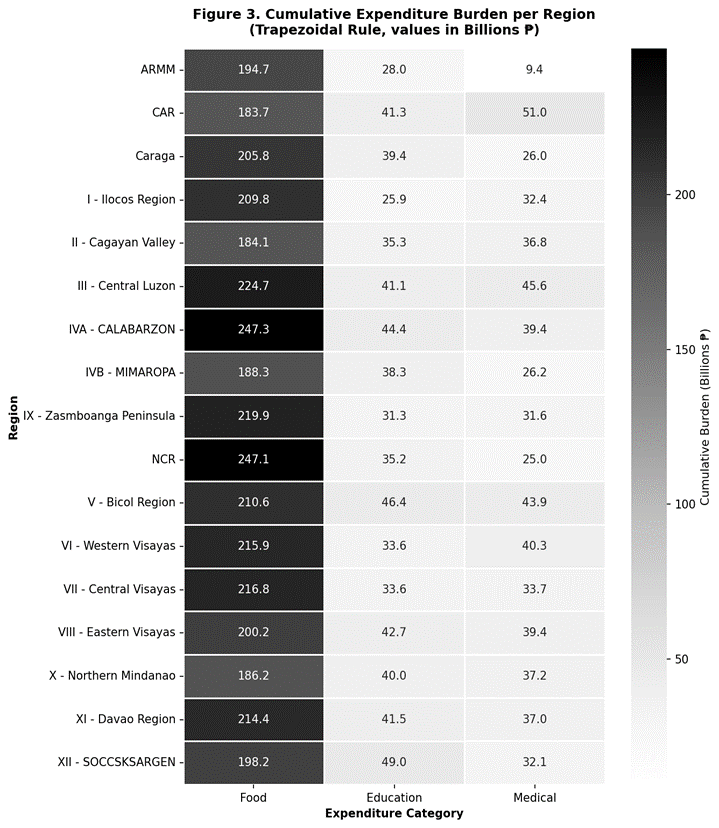 Figure 3. Cumulative Expenditure Burden per Region
(Trapezoidal Rule, values in Billions ₱)
ARMM 194.7 28.0 9.4
CAR 183.7 41.3 51.0
Caraga 205.8 39.4 26.0
I - Ilocos Region 209.8 25.9 32.4
II - Cagayan Valley 184.1 35.3 36.8
III - Central Luzon 224.7 41.1 45.6
IVA - CALABARZON 247.3 44.4 39.4
IVB - MIMAROPA 188.3 38.3 26.2
IX - Zasmboanga Peninsula 219.9 31.3 31.6
NCR 247.1 35.2 25.0
V - Bicol Region 210.6 46.4 43.9
VI - Western Visayas 215.9 33.6 40.3
VII - Central Visayas 216.8 33.6 33.7
VIII - Eastern Visayas 200.2 42.7 39.4
X - Northern Mindanao 186.2 40.0 37.2
XI - Davao Region 214.4 41.5 37.0
XII - SOCCSKSARGEN 198.2 49.0 32.1
Food Education Medical
Expenditure Category
Region
200
150
100
50
Cumulative Burden (Billions ₱)